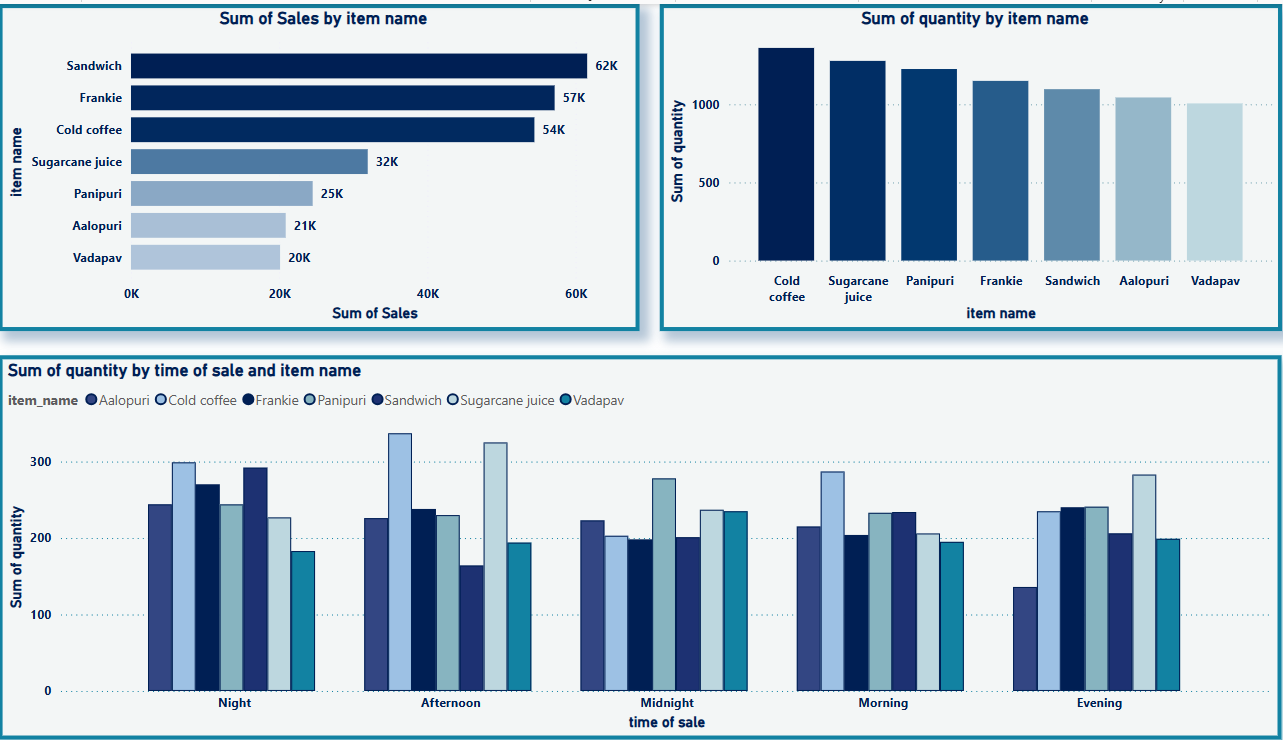 Sum of Sales by item name
item name
Sandwich 62K
Frankie 57K
Cold coffee 54K
Sugarcane juice 32K
Panipuri 25K
Aalopuri 21K
Vadapav 20K
0K 20K 40K 60K
Sum of Sales
Sum of quantity by item name
Sum of quantity
1000
500
0
Cold coffee Sugarcane juice Panipuri Frankie Sandwich Aalopuri Vadapav
item name
Sum of quantity by time of sale and item name
item_name Aalopuri Cold coffee Frankie Panipuri Sandwich Sugarcane juice Vadapav
Sum of quantity
300
200
100
0
Night Afternoon Midnight Morning Evening
time of sale